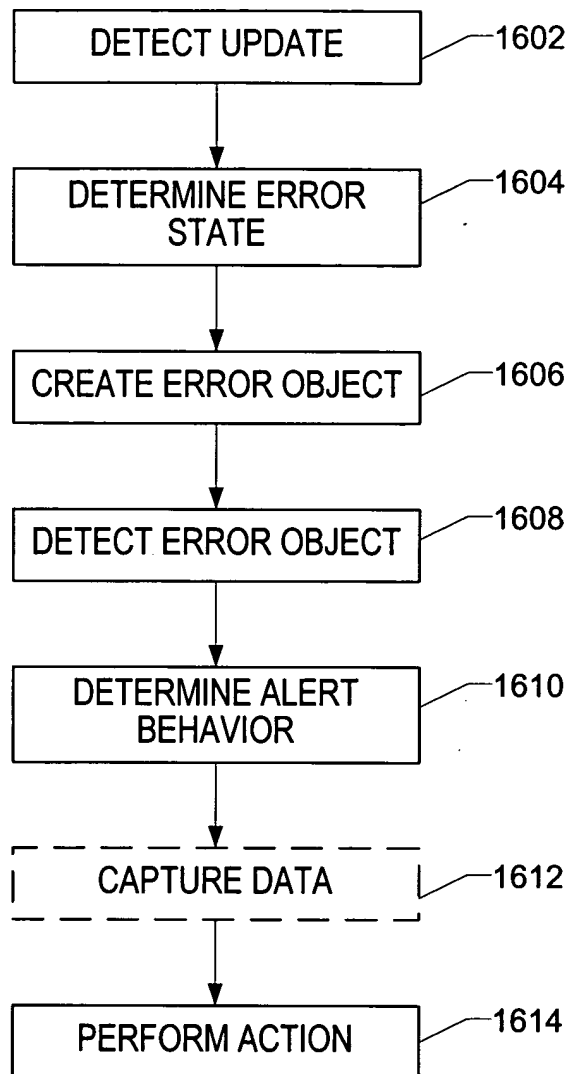 DETECT UPDATE
1602
DETERMINE ERROR
STATE
1604
CREATE ERROR OBJECT
1606
DETECT ERROR OBJECT
1608
DETERMINE ALERT
BEHAVIOR
1610
CAPTURE DATA
1612
PERFORM ACTION
1614